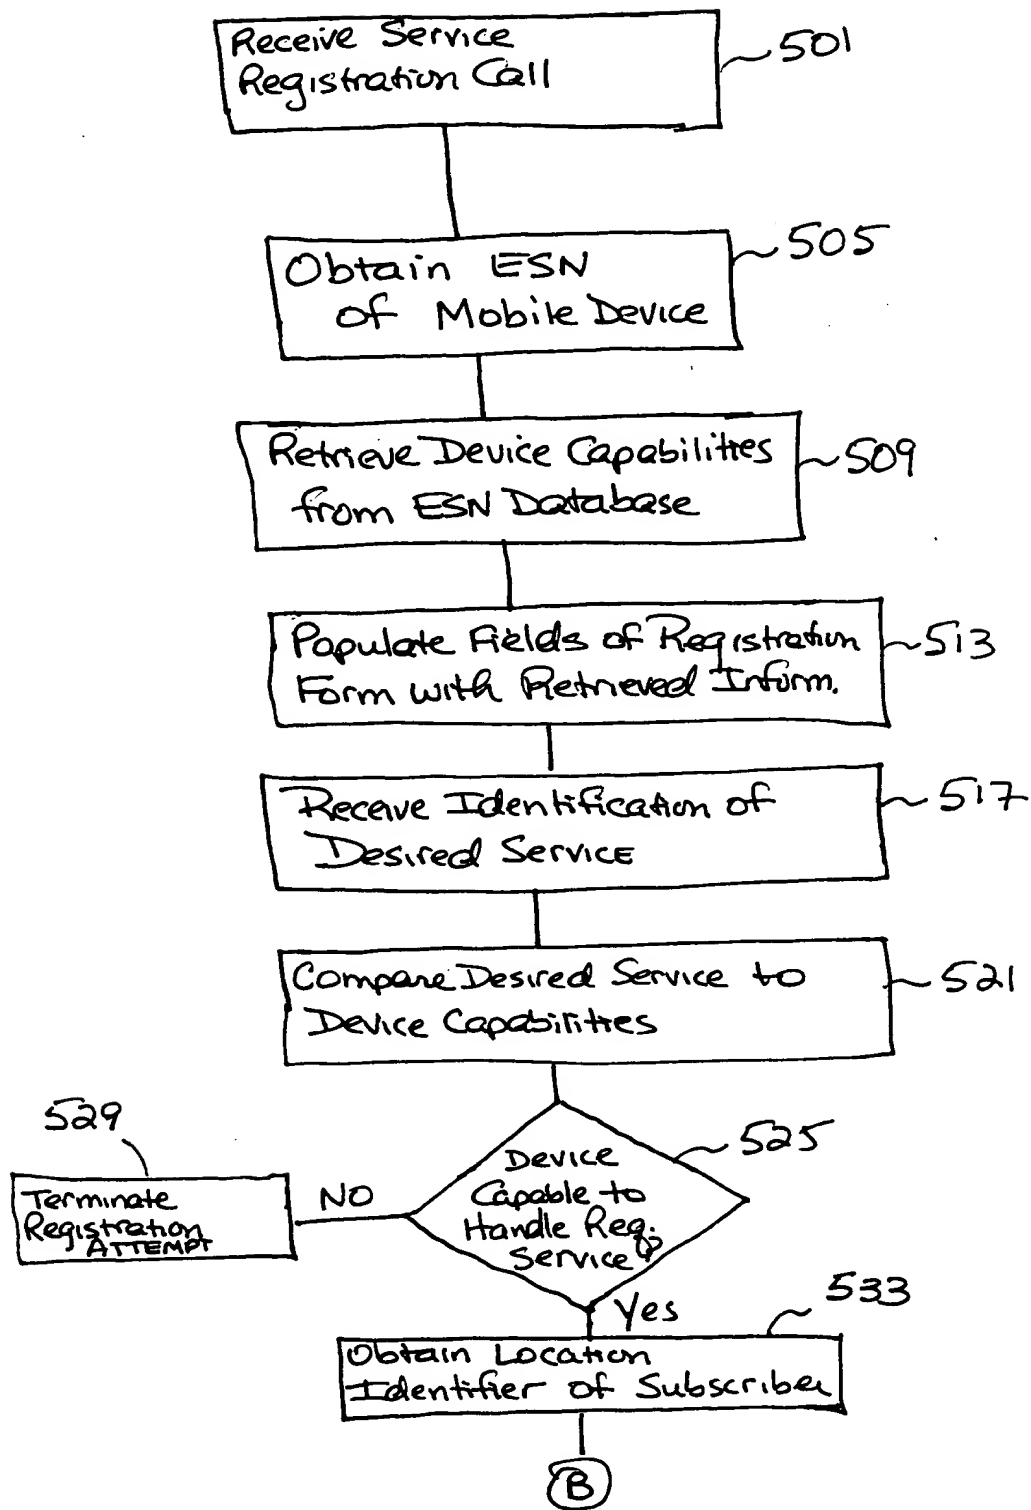 Receive Service
Registration Call
501
Obtain ESN
of Mobile Device
505
Retrieve Device Capabilities
from ESN Database
509
Populate Fields of Registration
Form with Retrieved Inform.
513
Receive Identification of
Desired Service
517
Compare Desired Service to
Device Capabilities
521
Device
Capable to
Handle Req.
Service?
525
NO
529
Terminate
Registration
ATTEMPT
Yes
533
Obtain Location
Identifier of Subscriber
B